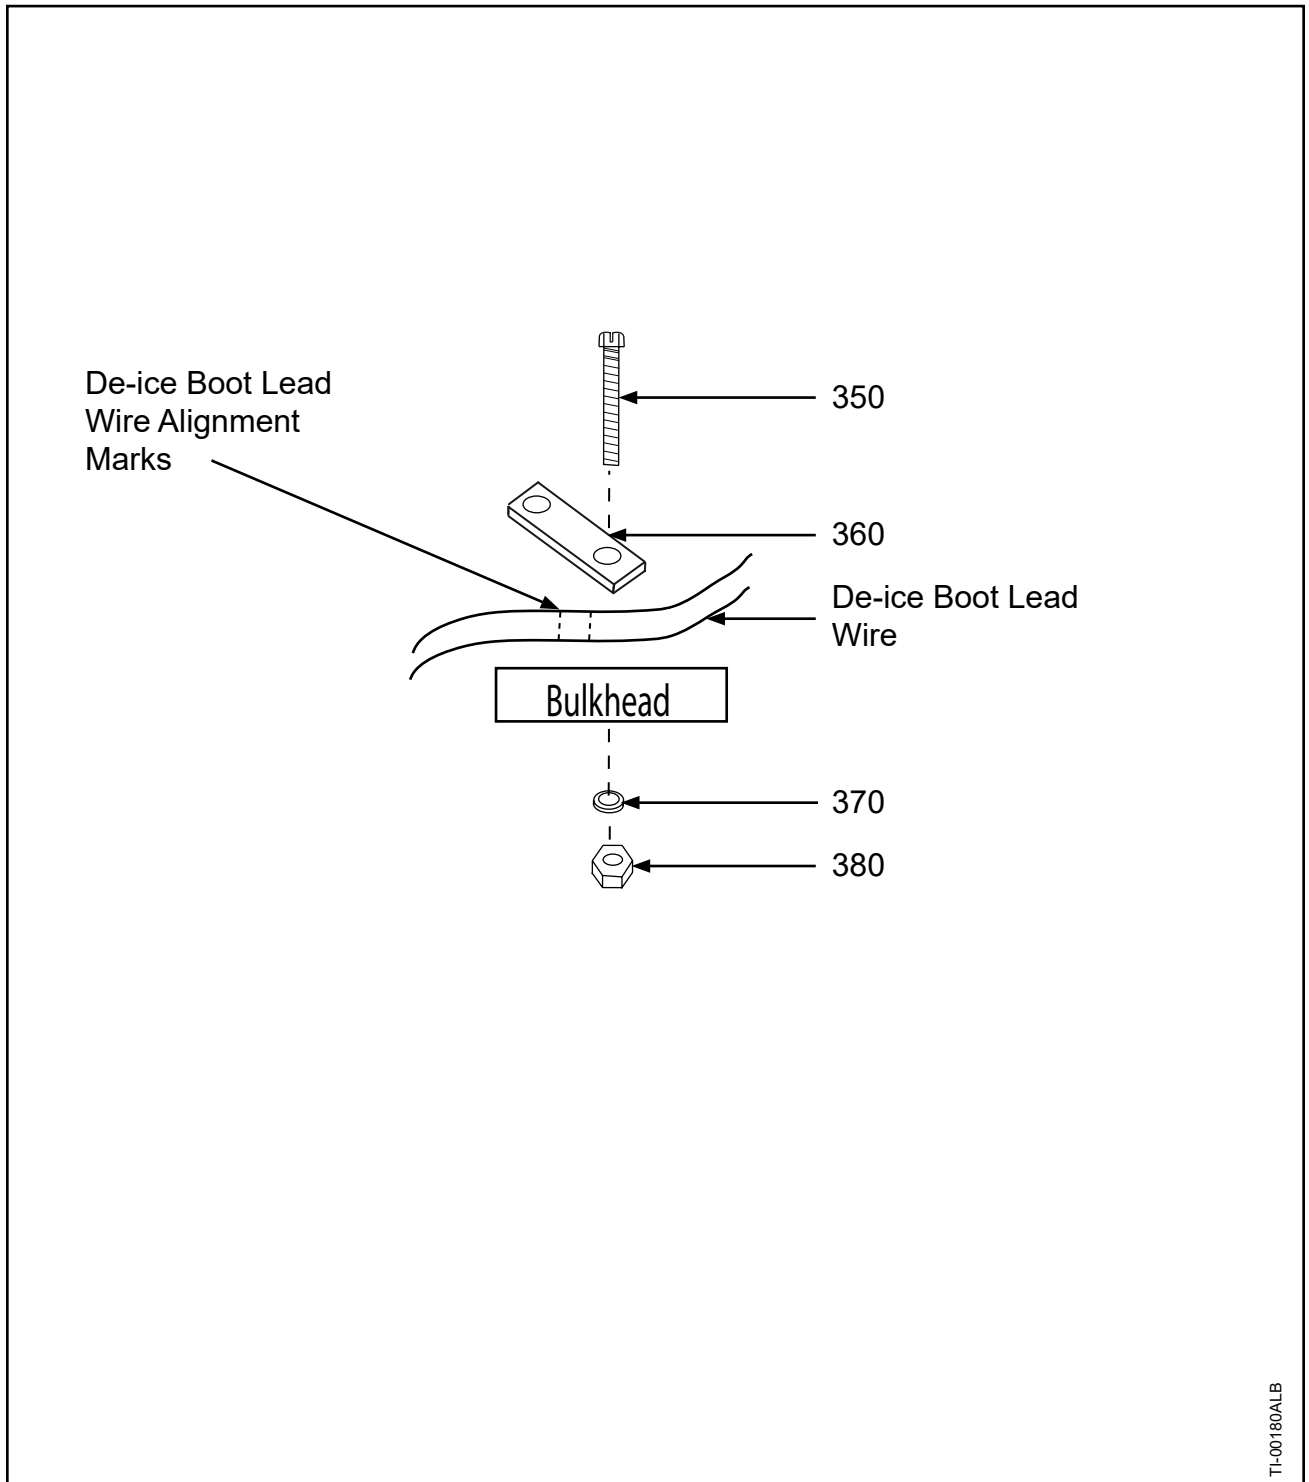 De-ice Boot Lead
Wire Alignment
Marks
350
360
De-ice Boot Lead
Wire
Bulkhead
370
380
TI-00180ALB